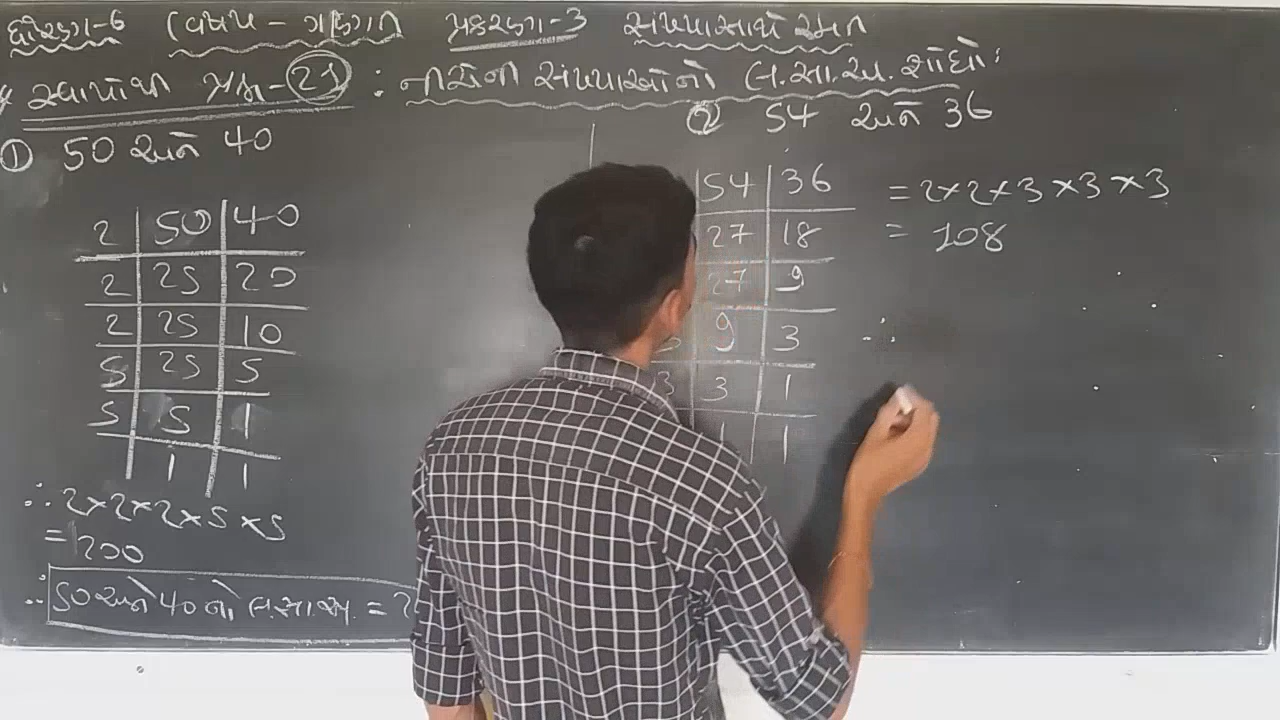 ધોરણ-6 વિષય - ગણિત પ્રકરણ-3 સંખ્યા સાથે રમત
સ્વાધ્યાય પ્રશ્ન-21 : નીચેની સંખ્યાઓનો લ.સા.અ. શોધો:
① 50 અને 40
2 | 50 | 40
2 | 25 | 20
2 | 25 | 10
5 | 25 | 5
5 | 5 | 1
1 | 1
∴ 2×2×2×5×5
= 200
∴ 50 અને 40 નો લ.સા.અ. = 2
② 54 અને 36
54 | 36
27 | 18
27 | 9
3 | 9 | 3
3 | 3 | 1
1 | 1
= 2×2×3×3×3
= 108
∴